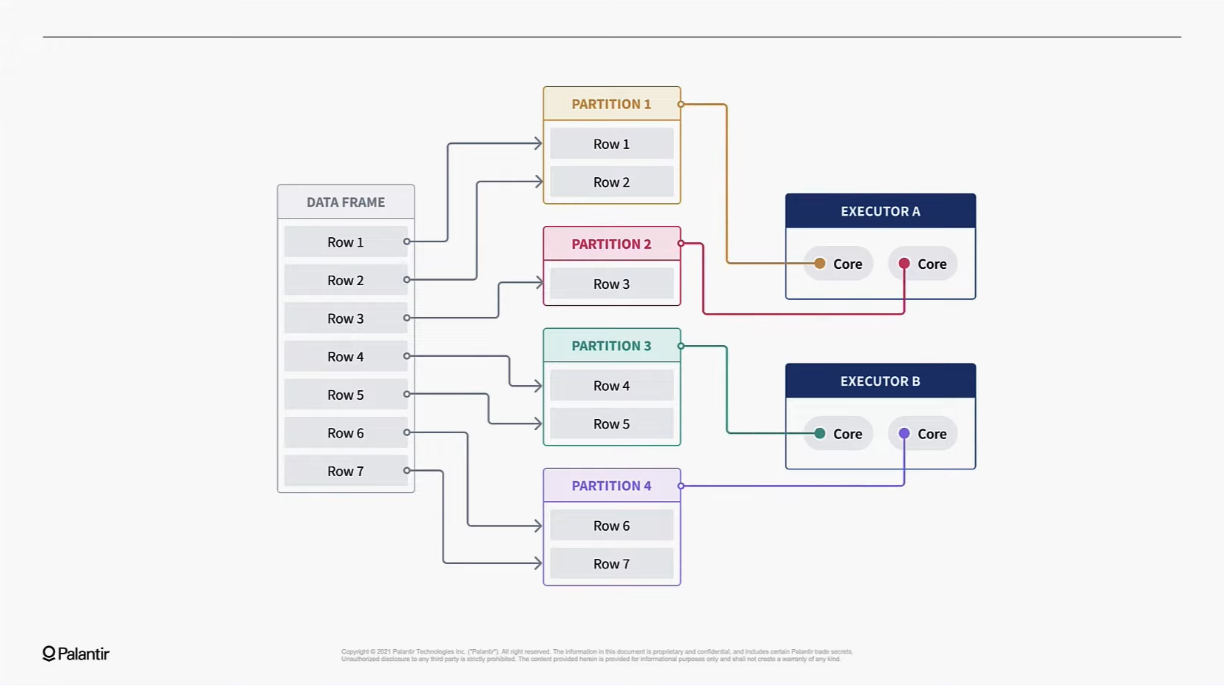 DATA FRAME
Row 1
Row 2
Row 3
Row 4
Row 5
Row 6
Row 7
PARTITION 1
Row 1
Row 2
PARTITION 2
Row 3
PARTITION 3
Row 4
Row 5
PARTITION 4
Row 6
Row 7
EXECUTOR A
Core Core
EXECUTOR B
Core Core
Palantir
Copyright © 2021 Palantir Technologies Inc. ("Palantir"). All right reserved. The information in this document is proprietary and confidential, and includes certain Palantir trade secrets.
Unauthorized disclosure to any third party is strictly prohibited. The content provided herein is provided for informational purposes only and shall not create a warranty of any kind.